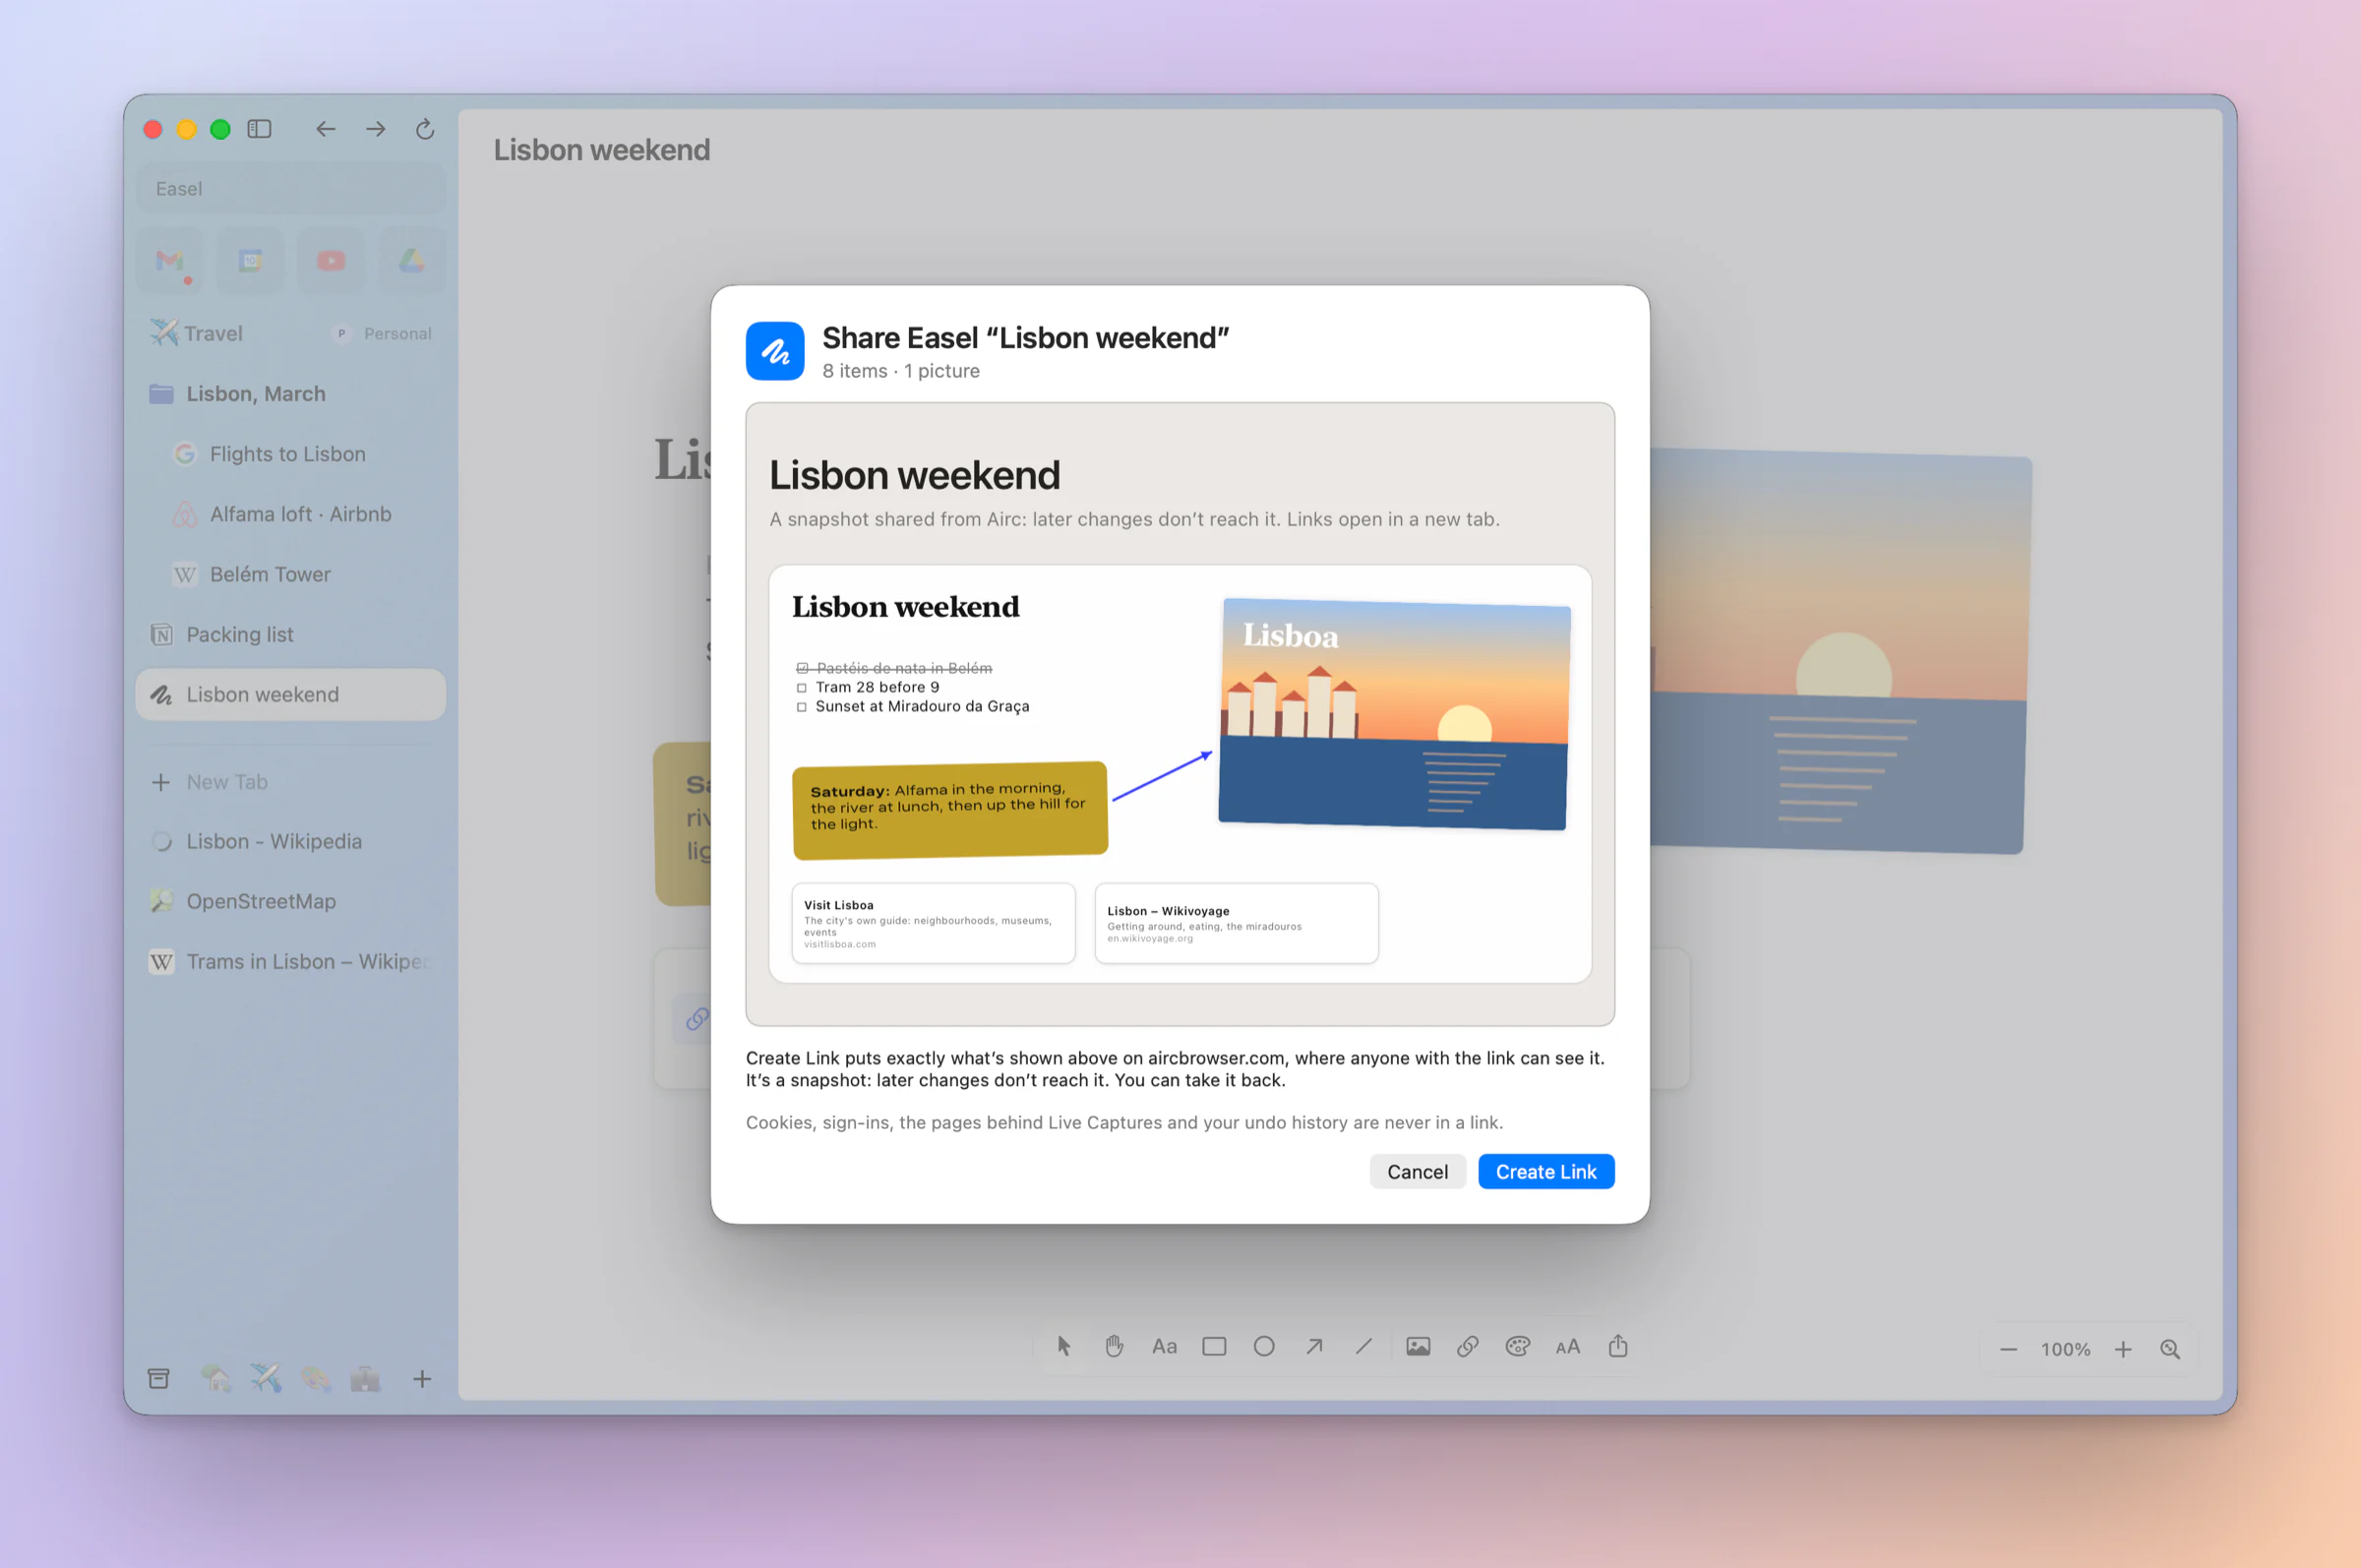 Lisbon weekend
Easel
10
Travel
P Personal
Lisbon, March
Flights to Lisbon
Alfama loft · Airbnb
W Belém Tower
Packing list
Lisbon weekend
New Tab
Lisbon - Wikipedia
OpenStreetMap
W Trams in Lisbon – Wikipe
Lis
Sa
riv
lig
Share Easel “Lisbon weekend”
8 items · 1 picture
Lisbon weekend
A snapshot shared from Airc: later changes don’t reach it. Links open in a new tab.
Lisbon weekend
Pastéis de nata in Belém
Tram 28 before 9
Sunset at Miradouro da Graça
Lisboa
Saturday: Alfama in the morning,
the river at lunch, then up the hill for
the light.
Visit Lisboa
The city's own guide: neighbourhoods, museums,
events
visitlisboa.com
Lisbon – Wikivoyage
Getting around, eating, the miradouros
en.wikivoyage.org
Create Link puts exactly what’s shown above on aircbrowser.com, where anyone with the link can see it.
It’s a snapshot: later changes don’t reach it. You can take it back.
Cookies, sign-ins, the pages behind Live Captures and your undo history are never in a link.
Cancel
Create Link
Aa
AA
100%